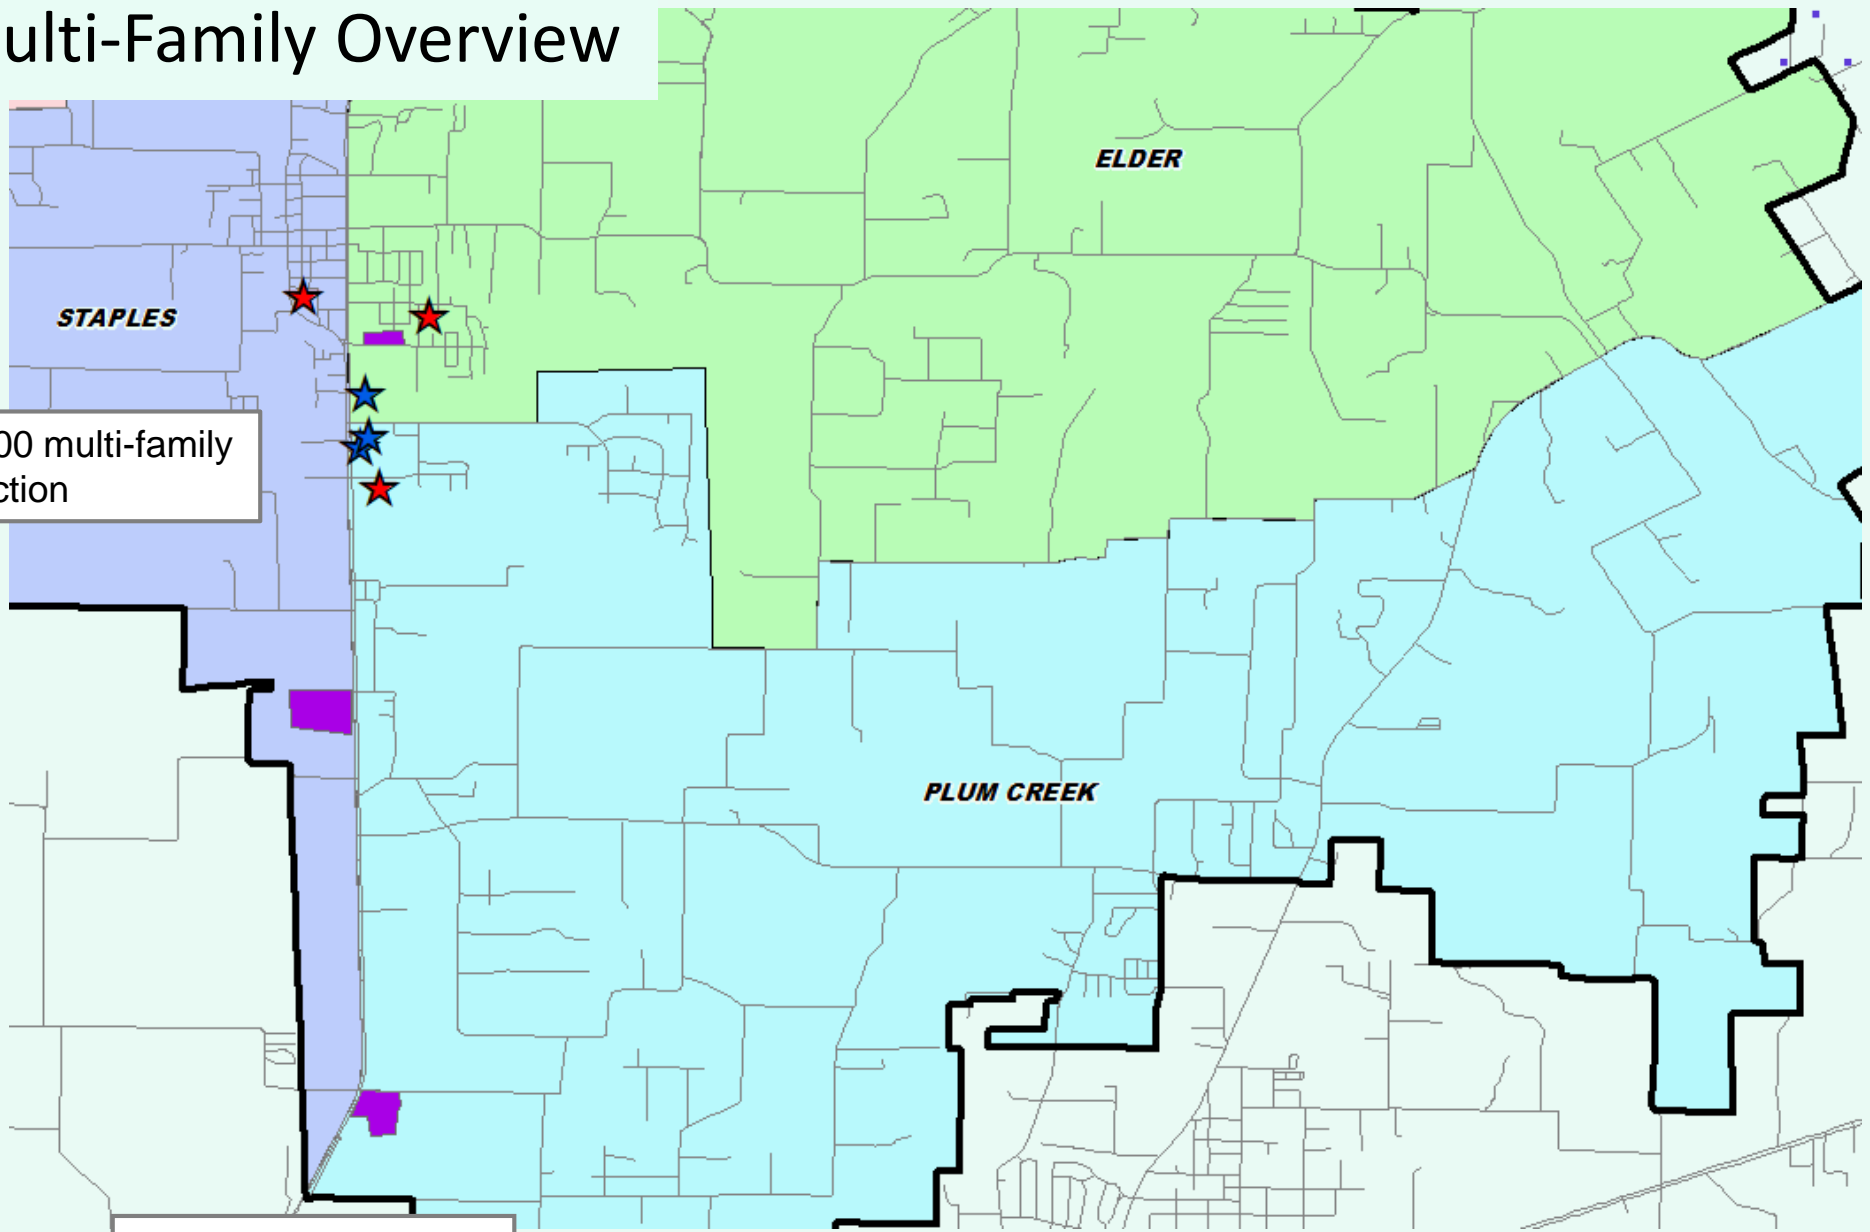 ulti-Family Overview
ELDER
STAPLES
00 multi-family
ction
PLUM CREEK